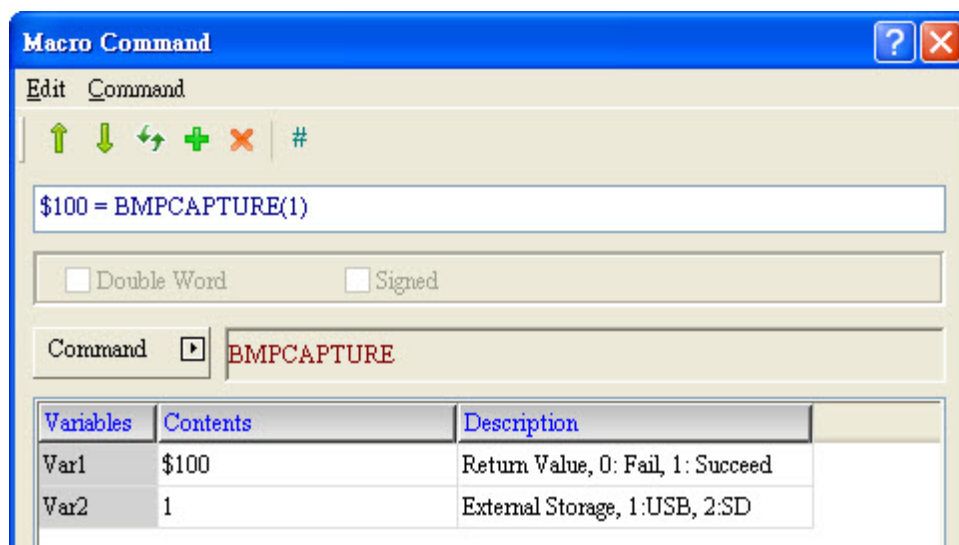 Macro Command
Edit Command
#
$100 = BMPCAPTURE(1)
Double Word Signed
Command BMPCAPTURE
Variables Contents Description
Var1 $100 Return Value, 0: Fail, 1: Succeed
Var2 1 External Storage, 1:USB, 2:SD